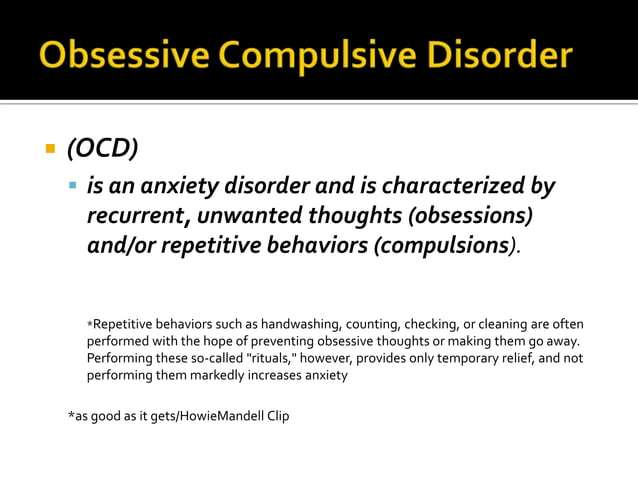 Obsessive Compulsive Disorder
(OCD)
is an anxiety disorder and is characterized by
recurrent, unwanted thoughts (obsessions)
and/or repetitive behaviors (compulsions).
*Repetitive behaviors such as handwashing, counting, checking, or cleaning are often
performed with the hope of preventing obsessive thoughts or making them go away.
Performing these so-called "rituals," however, provides only temporary relief, and not
performing them markedly increases anxiety
*as good as it gets/HowieMandell Clip